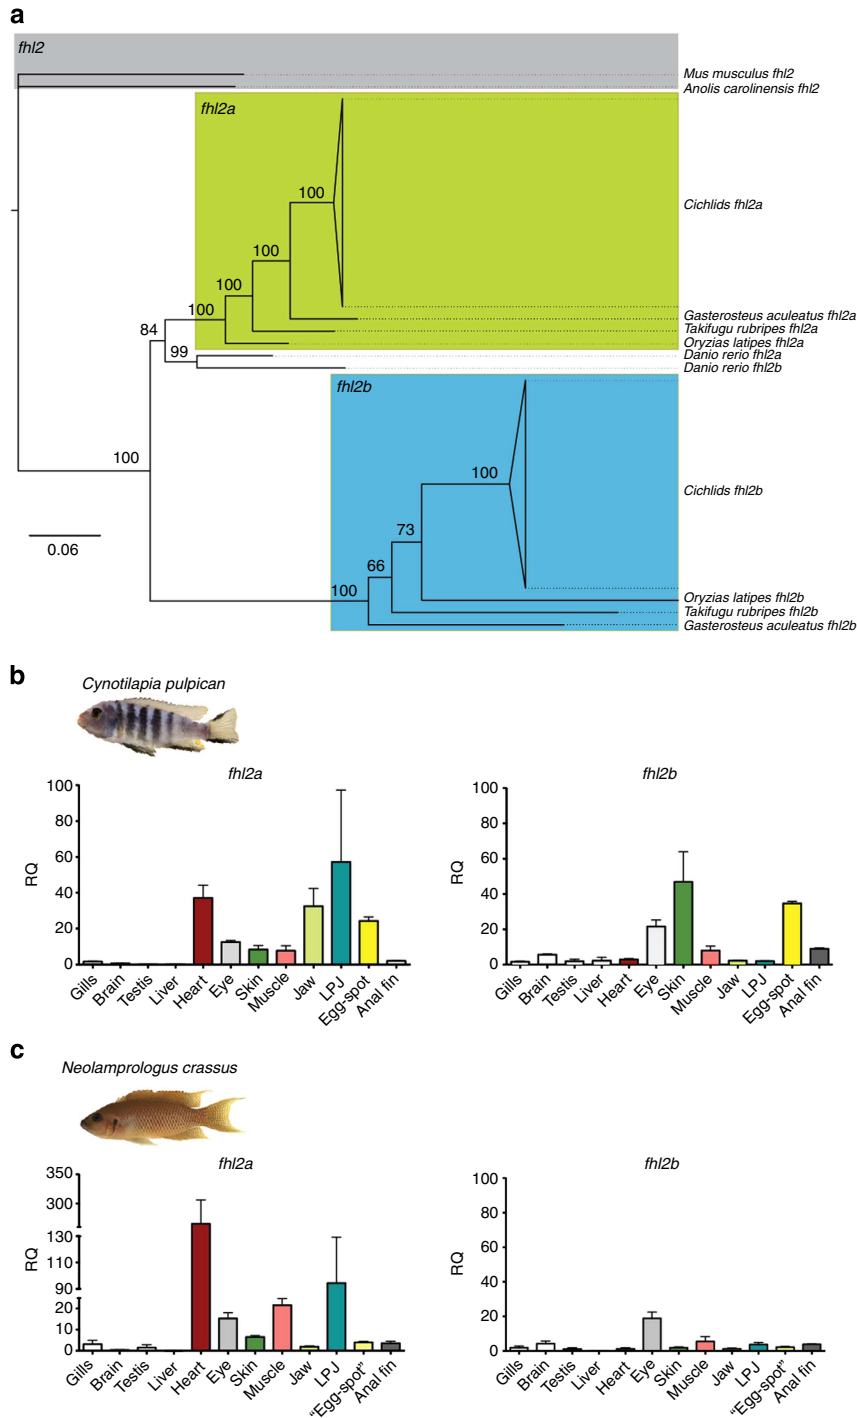 a
fhl2
Mus musculus fhl2
Anolis carolinensis fhl2
fhl2a
100
Cichlids fhl2a
100
100
100
Gasterosteus aculeatus fhl2a
Takifugu rubripes fhl2a
84
Oryzias latipes fhl2a
99
Danio rerio fhl2a
Danio rerio fhl2b
fhl2b
100
100
Cichlids fhl2b
73
0.06
66
100
Oryzias latipes fhl2b
Takifugu rubripes fhl2b
Gasterosteus aculeatus fhl2b
b
Cynotilapia pulpican
fhl2a
100
80
60
40
20
0
RQ
Gills
Brain
Testis
Liver
Heart
Eye
Skin
Muscle
Jaw
LPJ
Egg-spot
Anal fin
fhl2b
100
80
60
40
20
0
RQ
Gills
Brain
Testis
Liver
Heart
Eye
Skin
Muscle
Jaw
LPJ
Egg-spot
Anal fin
c
Neolamprologus crassus
fhl2a
350
300
130
110
90
20
10
0
RQ
Gills
Brain
Testis
Liver
Heart
Eye
Skin
Muscle
Jaw
LPJ
“Egg-spot”
Anal fin
fhl2b
100
80
60
40
20
0
RQ
Gills
Brain
Testis
Liver
Heart
Eye
Skin
Muscle
Jaw
LPJ
“Egg-spot”
Anal fin